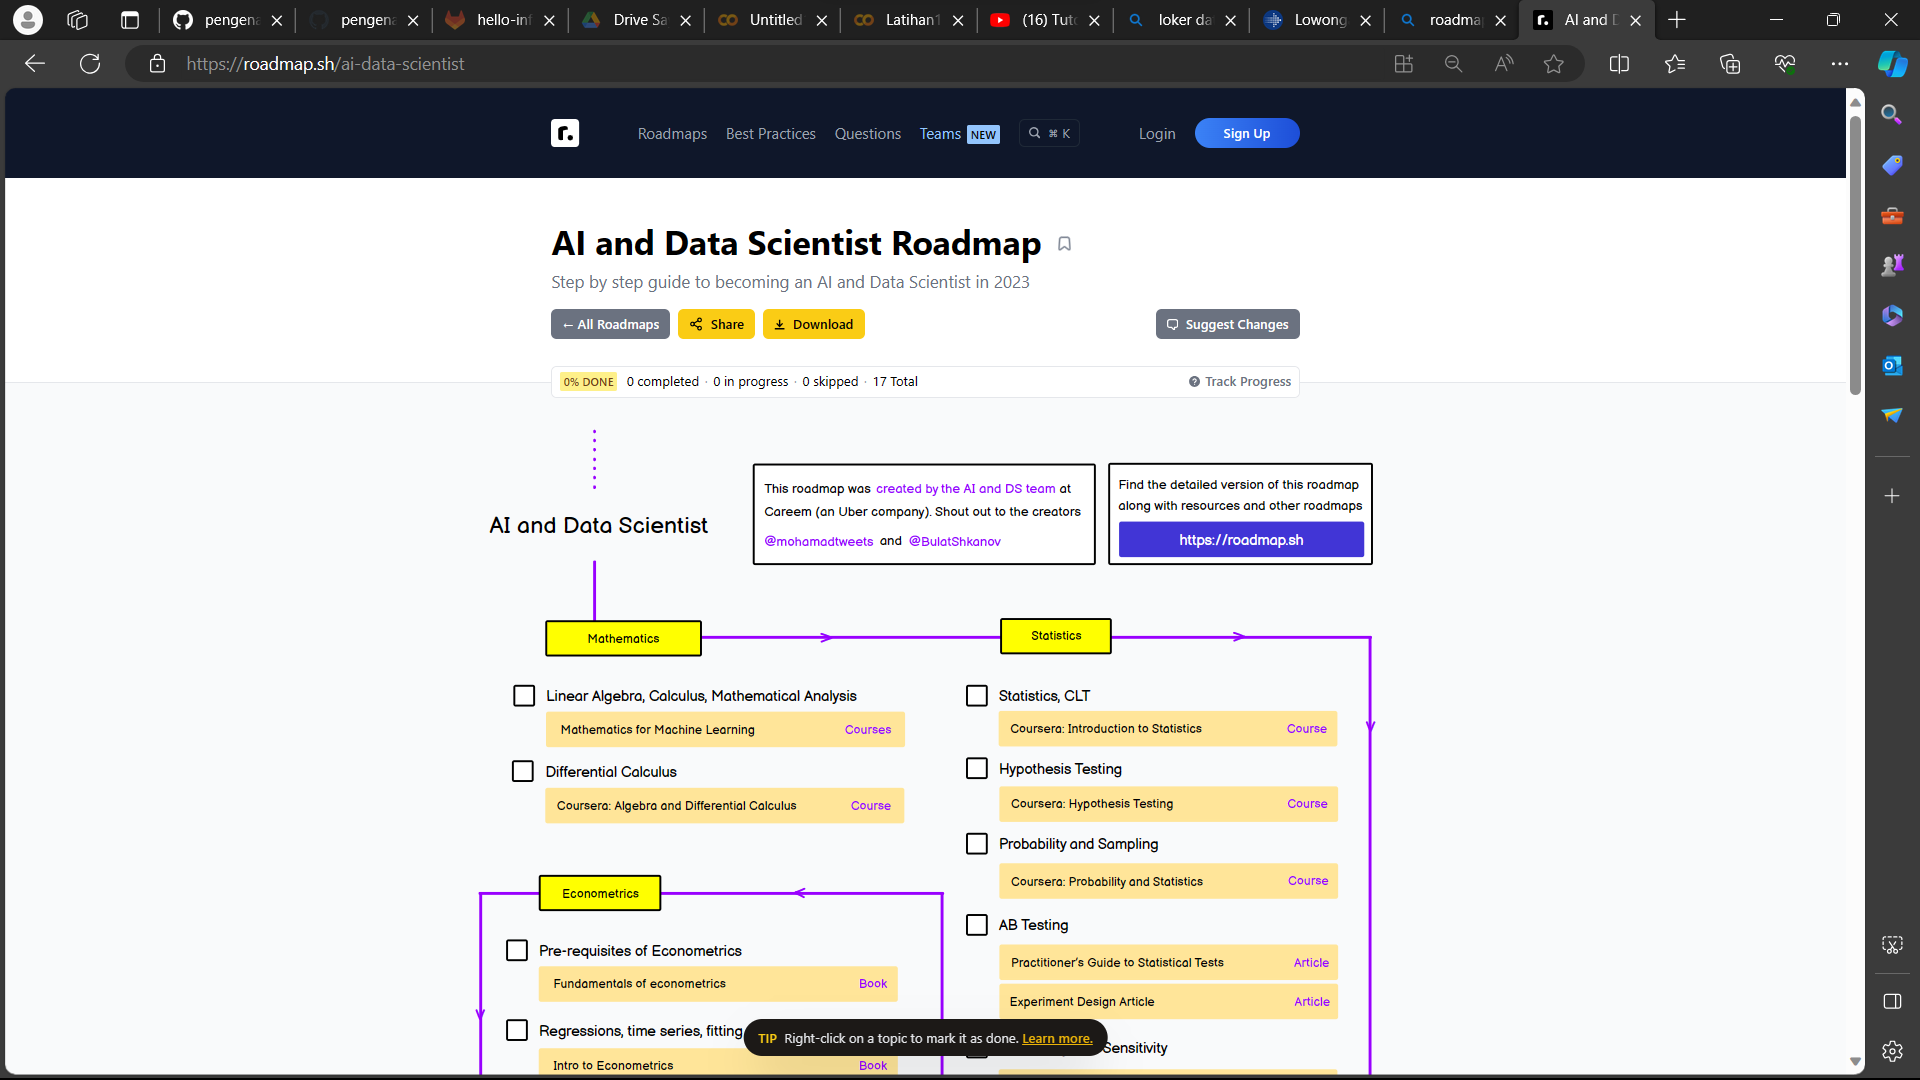 pengena
pengena
hello-inf
Drive Sa
Untitled
Latihan1
(16) Tuto
loker da
Lowong
roadmap
AI and D
https://roadmap.sh/ai-data-scientist
r.
Roadmaps
Best Practices
Questions
Teams NEW
⌘ K
Login
Sign Up
AI and Data Scientist Roadmap
Step by step guide to becoming an AI and Data Scientist in 2023
← All Roadmaps
Share
Download
Suggest Changes
0% DONE 0 completed · 0 in progress · 0 skipped · 17 Total
Track Progress
AI and Data Scientist
This roadmap was created by the AI and DS team at
Careem (an Uber company). Shout out to the creators
@mohamadtweets and @BulatShkanov
Find the detailed version of this roadmap
along with resources and other roadmaps
https://roadmap.sh
Mathematics
Statistics
Linear Algebra, Calculus, Mathematical Analysis
Mathematics for Machine Learning Courses
Differential Calculus
Coursera: Algebra and Differential Calculus Course
Statistics, CLT
Coursera: Introduction to Statistics Course
Hypothesis Testing
Coursera: Hypothesis Testing Course
Probability and Sampling
Coursera: Probability and Statistics Course
AB Testing
Practitioner's Guide to Statistical Tests Article
Experiment Design Article Article
Sensitivity
Econometrics
Pre-requisites of Econometrics
Fundamentals of econometrics Book
Regressions, time series, fitting
Intro to Econometrics Book
TIP Right-click on a topic to mark it as done. Learn more.